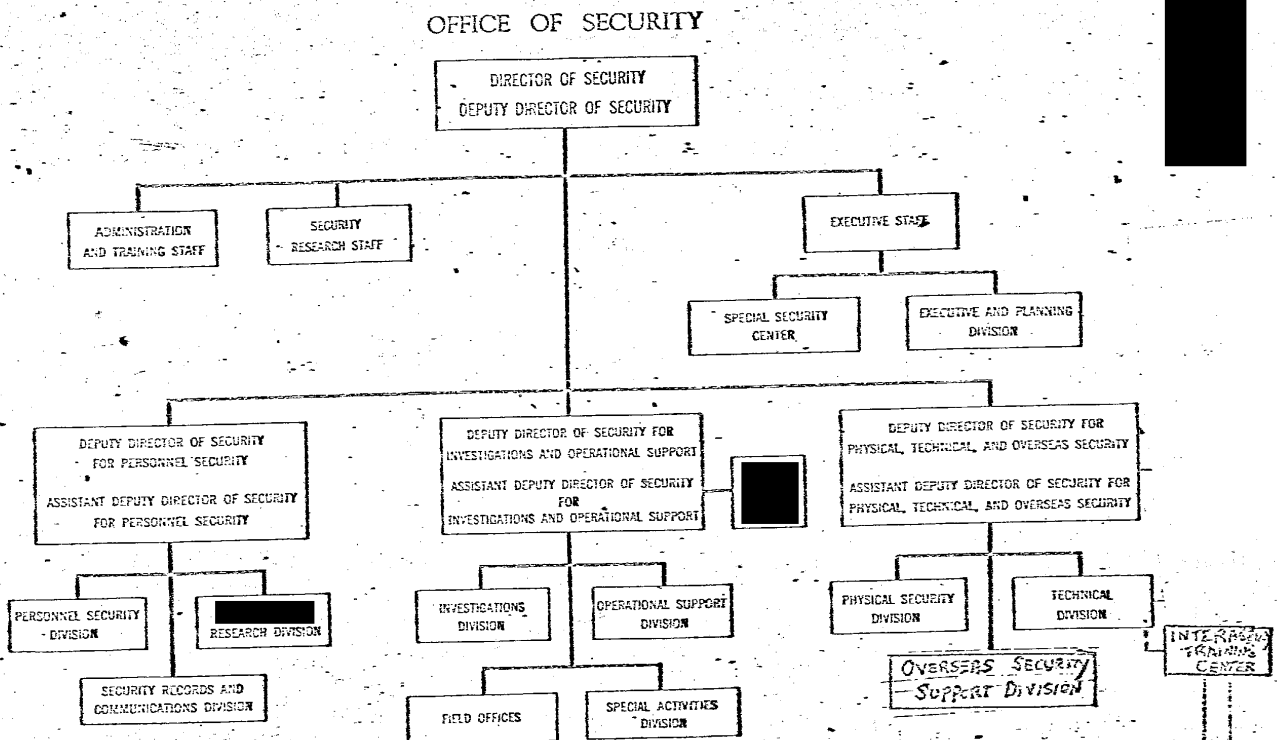 OFFICE OF SECURITY
DIRECTOR OF SECURITY
DEPUTY DIRECTOR OF SECURITY
ADMINISTRATION
AND TRAINING STAFF
SECURITY
RESEARCH STAFF
EXECUTIVE STAFF
SPECIAL SECURITY
CENTER
EXECUTIVE AND PLANNING
DIVISION
DEPUTY DIRECTOR OF SECURITY
FOR PERSONNEL SECURITY
ASSISTANT DEPUTY DIRECTOR OF SECURITY
FOR PERSONNEL SECURITY
DEPUTY DIRECTOR OF SECURITY FOR
INVESTIGATIONS AND OPERATIONAL SUPPORT
ASSISTANT DEPUTY DIRECTOR OF SECURITY
FOR
INVESTIGATIONS AND OPERATIONAL SUPPORT
DEPUTY DIRECTOR OF SECURITY FOR
PHYSICAL, TECHNICAL, AND OVERSEAS SECURITY
ASSISTANT DEPUTY DIRECTOR OF SECURITY FOR
PHYSICAL, TECHNICAL, AND OVERSEAS SECURITY
PERSONNEL SECURITY
DIVISION
RESEARCH DIVISION
SECURITY RECORDS AND
COMMUNICATIONS DIVISION
INVESTIGATIONS
DIVISION
OPERATIONAL SUPPORT
DIVISION
FIELD OFFICES
SPECIAL ACTIVITIES
DIVISION
PHYSICAL SECURITY
DIVISION
TECHNICAL
DIVISION
OVERSEAS SECURITY
SUPPORT DIVISION
INTERAGENCY
TRAINING
CENTER